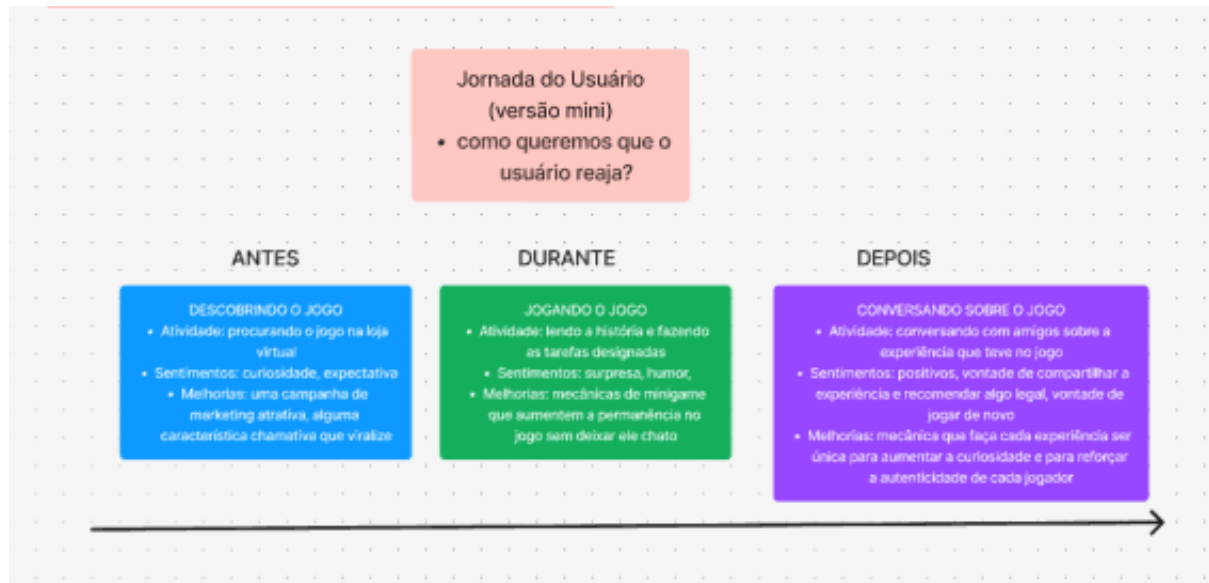 Jornada do Usuário
(versão mini)
• como queremos que o
usuário reaja?
ANTES
DESCOBRINDO O JOGO
• Atividade: procurando o jogo na loja
virtual
• Sentimentos: curiosidade, expectativa
• Melhorias: uma campanha de
marketing atrativa, alguma
característica chamativa que viralize
DURANTE
JOGANDO O JOGO
• Atividade: lendo a história e fazendo
as tarefas designadas
• Sentimentos: surpresa, humor,
• Melhorias: mecânicas de minigame
que aumentem a permanência no
jogo sem deixar ele chato
DEPOIS
CONVERSANDO SOBRE O JOGO
• Atividade: conversando com amigos sobre a
experiência que teve no jogo
• Sentimentos: positivos, vontade de compartilhar a
experiência e recomendar algo legal, vontade de
jogar de novo
• Melhorias: mecânica que faça cada experiência ser
única para aumentar a curiosidade e para reforçar
a autenticidade de cada jogador